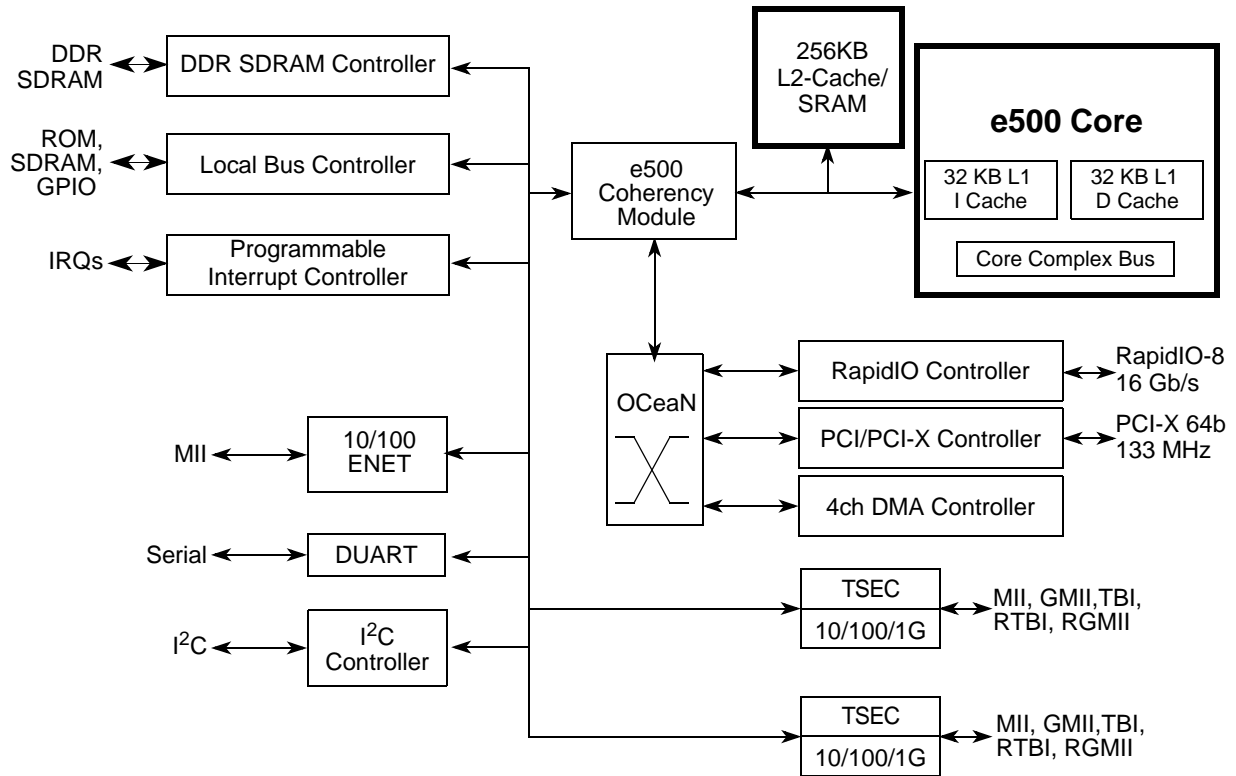 DDR
SDRAM
DDR SDRAM Controller
256KB
L2-Cache/
SRAM
e500 Core
32 KB L1
I Cache
32 KB L1
D Cache
Core Complex Bus
ROM,
SDRAM,
GPIO
Local Bus Controller
e500
Coherency
Module
IRQs
Programmable
Interrupt Controller
OCeaN
RapidIO Controller
RapidIO-8
16 Gb/s
PCI/PCI-X Controller
PCI-X 64b
133 MHz
4ch DMA Controller
MII
10/100
ENET
Serial
DUART
I²C
I²C
Controller
TSEC
10/100/1G
MII, GMII,TBI,
RTBI, RGMII
TSEC
10/100/1G
MII, GMII,TBI,
RTBI, RGMII